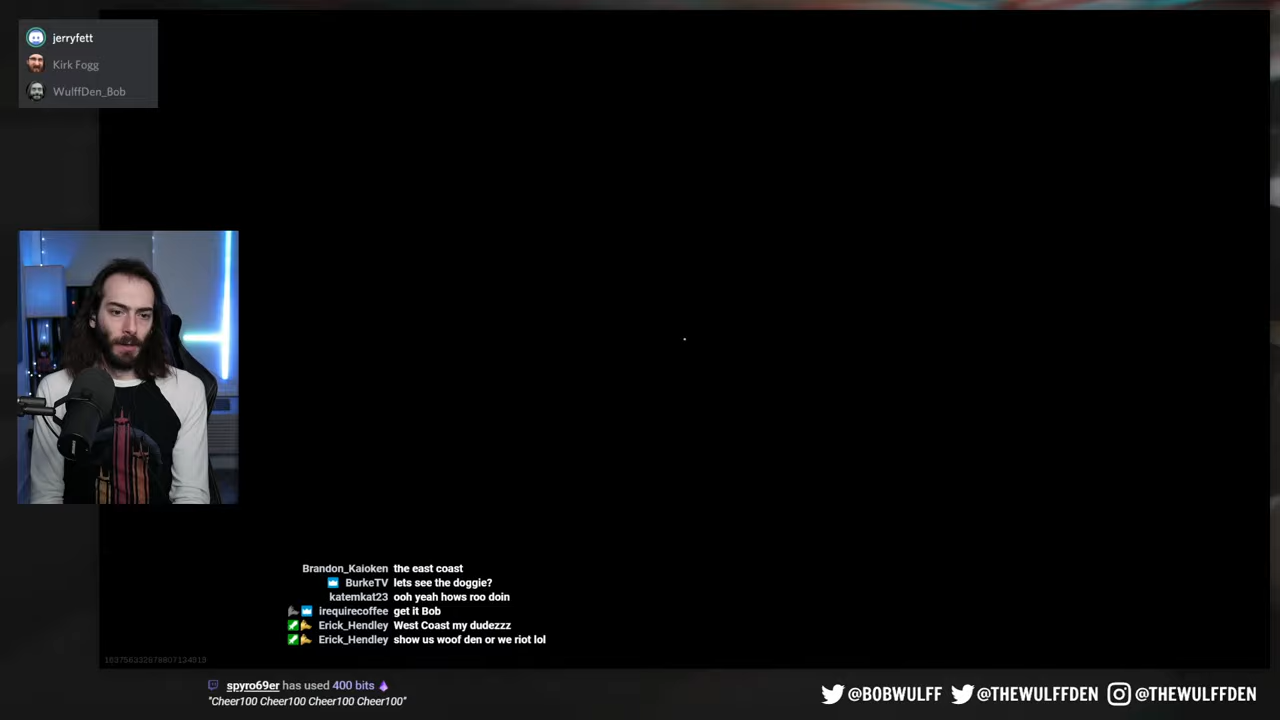 jerryfett
Kirk Fogg
WulffDen_Bob
Brandon_Kaioken the east coast
BurkeTV lets see the doggie?
katemkat23 ooh yeah hows roo doin
irequirecoffee get it Bob
Erick_Hendley West Coast my dudezzz
Erick_Hendley show us woof den or we riot lol
spyro69er has used 400 bits
"Cheer100 Cheer100 Cheer100 Cheer100"
@BOBWULFF @THEWULFFDEN @THEWULFFDEN